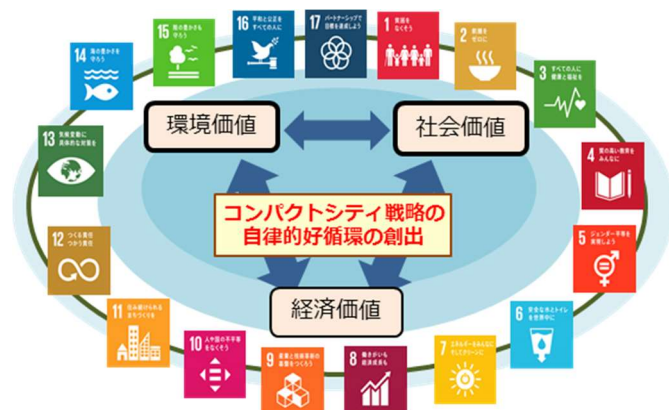 16 平和と公正を
すべての人に
17 パートナーシップで
目標を達成しよう
1 貧困を
なくそう
2 飢餓を
ゼロに
3 すべての人に
健康と福祉を
4 質の高い教育を
みんなに
5 ジェンダー平等を
実現しよう
6 安全な水とトイレ
を世界中に
7 エネルギーをみんなに
そしてクリーンに
8 働きがいも
経済成長も
9 産業と技術革新の
基盤をつくろう
10 人や国の不平等
をなくそう
11 住み続けられる
まちづくりを
12 つくる責任
つかう責任
13 気候変動に
具体的な対策を
14 海の豊かさを
守ろう
15 陸の豊かさも
守ろう
環境価値
社会価値
コンパクトシティ戦略の
自律的好循環の創出
経済価値